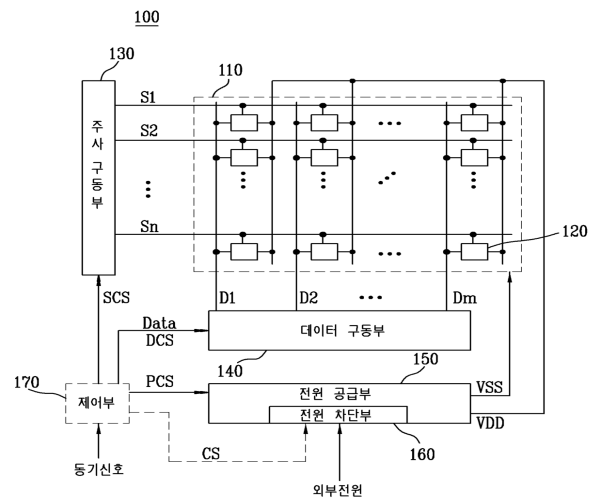 100
130
110
S1
S2
Sn
주사 구동부
120
SCS
D1
D2
Dm
Data
DCS
데이터 구동부
140
150
170
제어부
PCS
전원 공급부
전원 차단부
VSS
VDD
160
CS
동기신호
외부전원